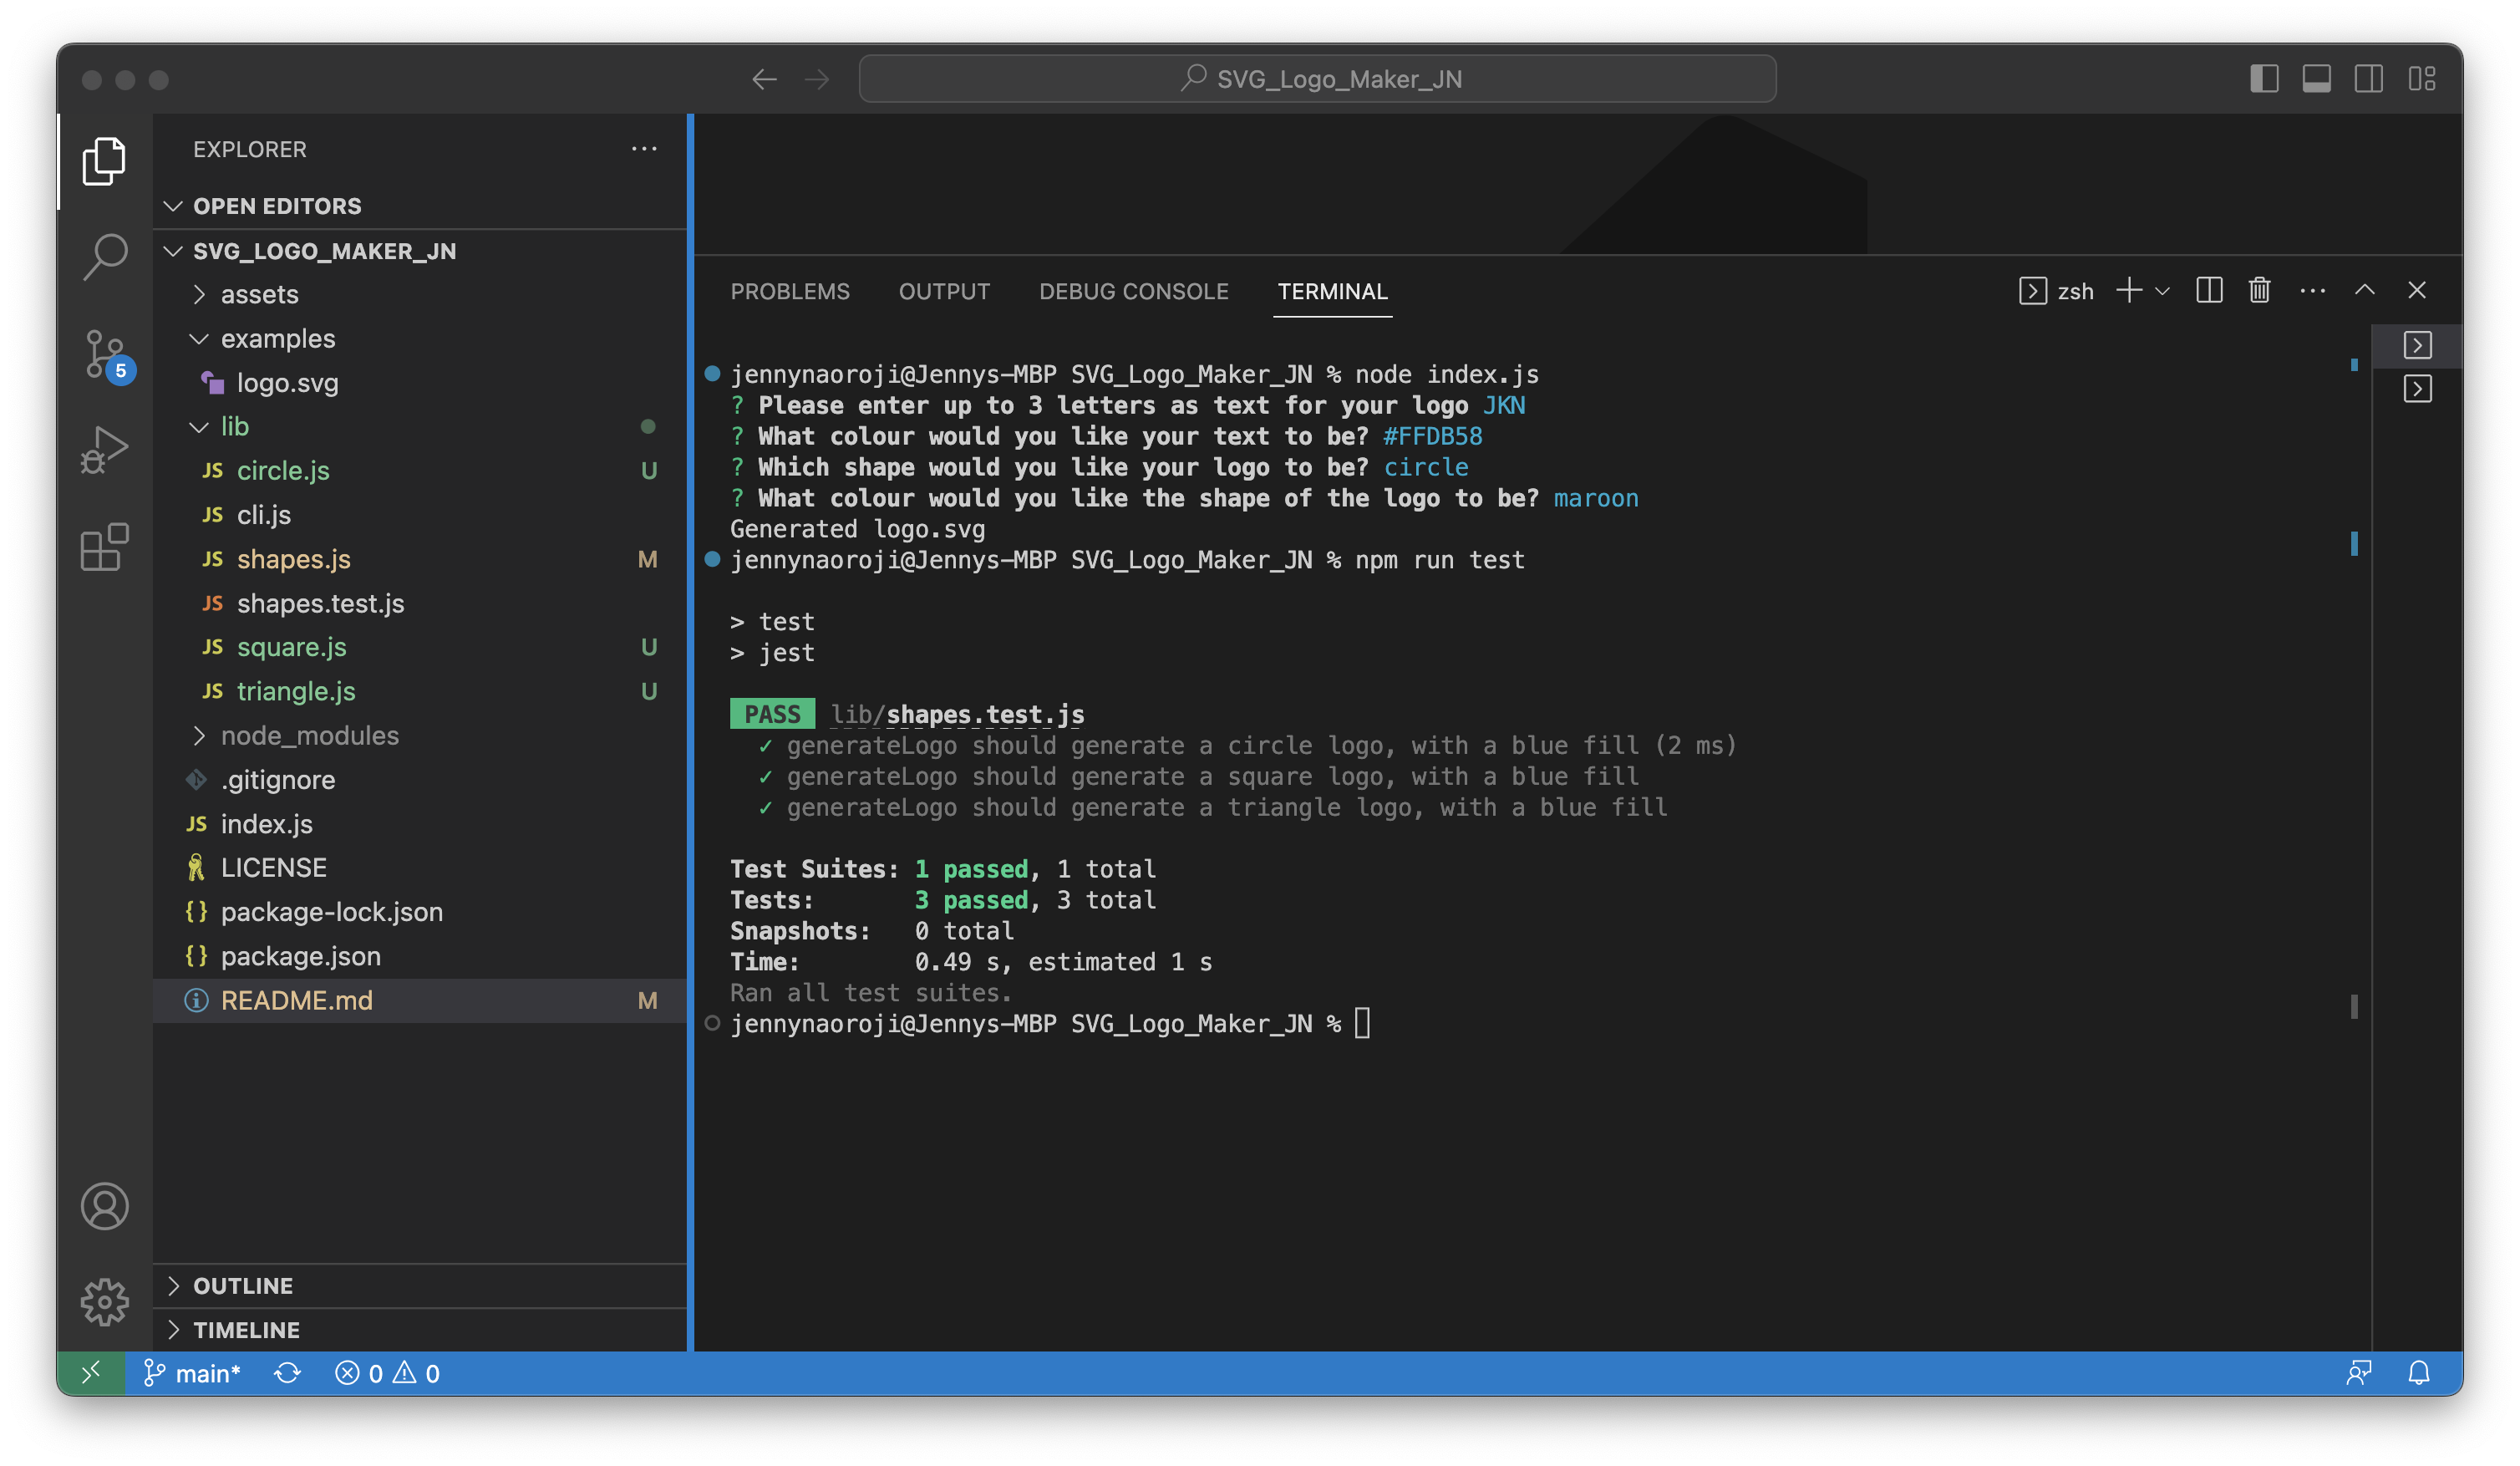 SVG_Logo_Maker_JN
EXPLORER
OPEN EDITORS
SVG_LOGO_MAKER_JN
assets
examples
logo.svg
lib
JS circle.js U
JS cli.js
JS shapes.js M
JS shapes.test.js
JS square.js U
JS triangle.js U
node_modules
.gitignore
JS index.js
LICENSE
{} package-lock.json
{} package.json
README.md M
OUTLINE
TIMELINE
5
PROBLEMS OUTPUT DEBUG CONSOLE TERMINAL zsh
jennynaoroji@Jennys-MBP SVG_Logo_Maker_JN % node index.js
? Please enter up to 3 letters as text for your logo JKN
? What colour would you like your text to be? #FFDB58
? Which shape would you like your logo to be? circle
? What colour would you like the shape of the logo to be? maroon
Generated logo.svg
jennynaoroji@Jennys-MBP SVG_Logo_Maker_JN % npm run test
> test
> jest
PASS lib/shapes.test.js
✓ generateLogo should generate a circle logo, with a blue fill (2 ms)
✓ generateLogo should generate a square logo, with a blue fill
✓ generateLogo should generate a triangle logo, with a blue fill
Test Suites: 1 passed, 1 total
Tests: 3 passed, 3 total
Snapshots: 0 total
Time: 0.49 s, estimated 1 s
Ran all test suites.
jennynaoroji@Jennys-MBP SVG_Logo_Maker_JN %
main* 0 0